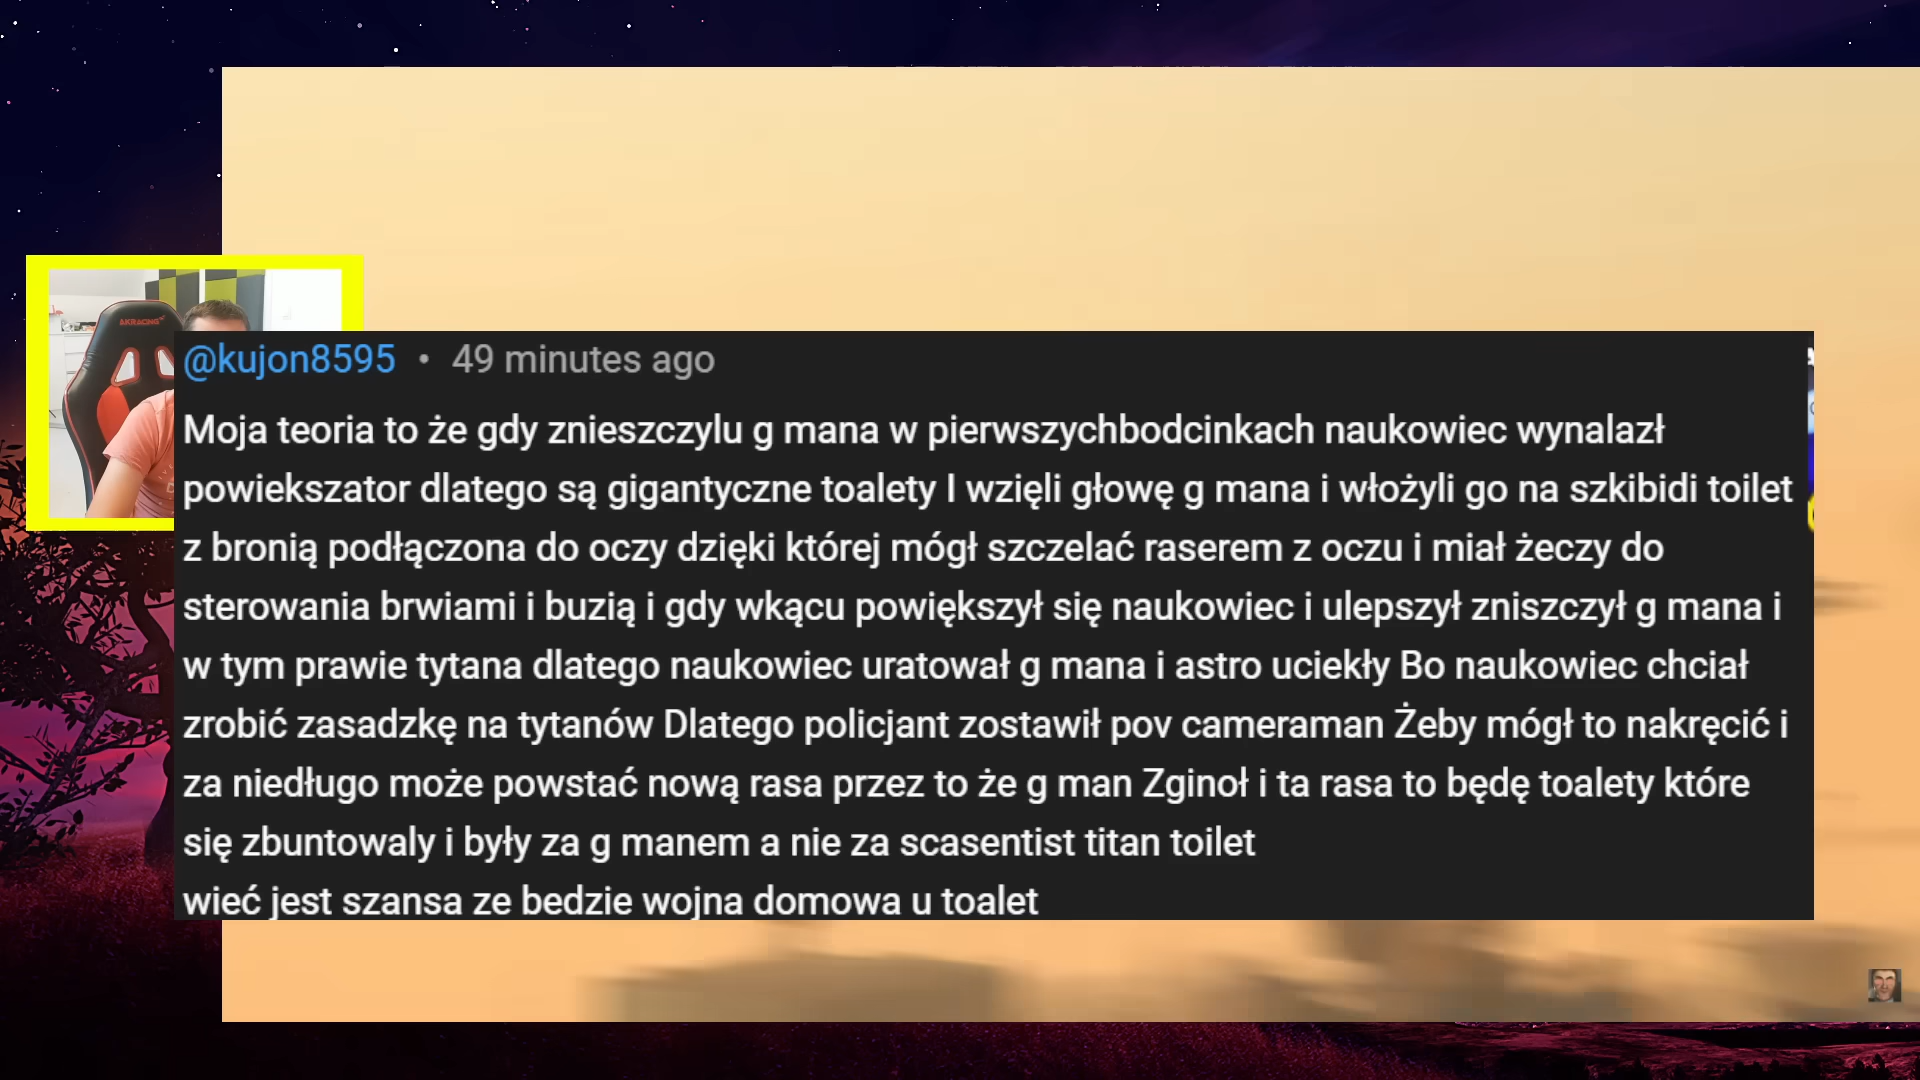 AKRACING
@kujon8595 • 49 minutes ago
Moja teoria to że gdy znieszczylu g mana w pierwszychbodcinkach naukowiec wynalazł
powiekszator dlatego są gigantyczne toalety I wzięli głowę g mana i włożyli go na szkibidi toilet
z bronią podłączona do oczy dzięki której mógł szczelać raserem z oczu i miał żeczy do
sterowania brwiami i buzią i gdy wkącu powiększył się naukowiec i ulepszył zniszczył g mana i
w tym prawie tytana dlatego naukowiec uratował g mana i astro uciekły Bo naukowiec chciał
zrobić zasadzkę na tytanów Dlatego policjant zostawił pov cameraman Żeby mógł to nakręcić i
za niedługo może powstać nową rasa przez to że g man Zginoł i ta rasa to będę toalety które
się zbuntowaly i były za g manem a nie za scasentist titan toilet
wieć jest szansa ze bedzie wojna domowa u toalet